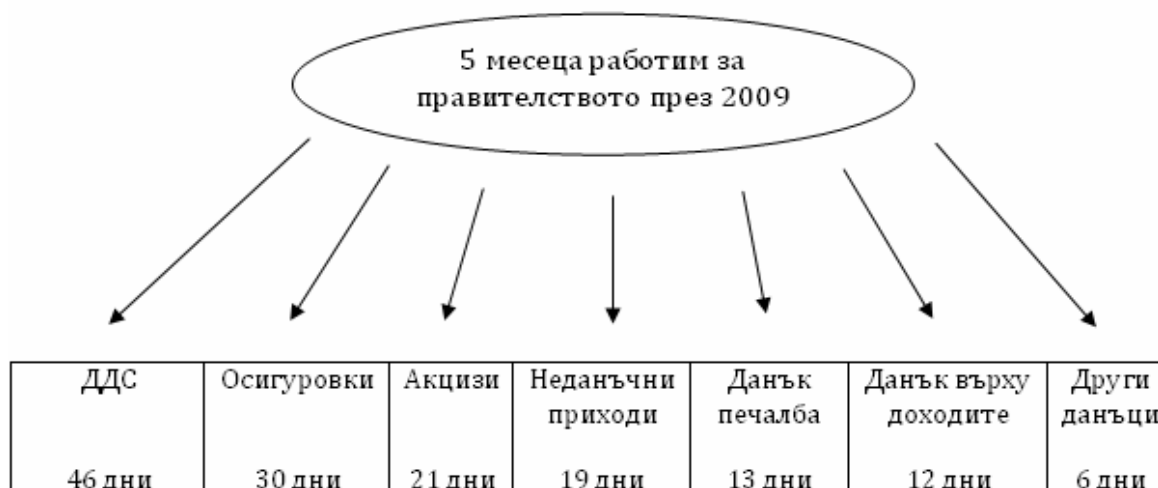 5 месеца работим за
правителството през 2009
ДДС
46 дни
Осигуровки
30 дни
Акцизи
21 дни
Неданъчни
приходи
19 дни
Данък
печалба
13 дни
Данък върху
доходите
12 дни
Други
данъци
6 дни